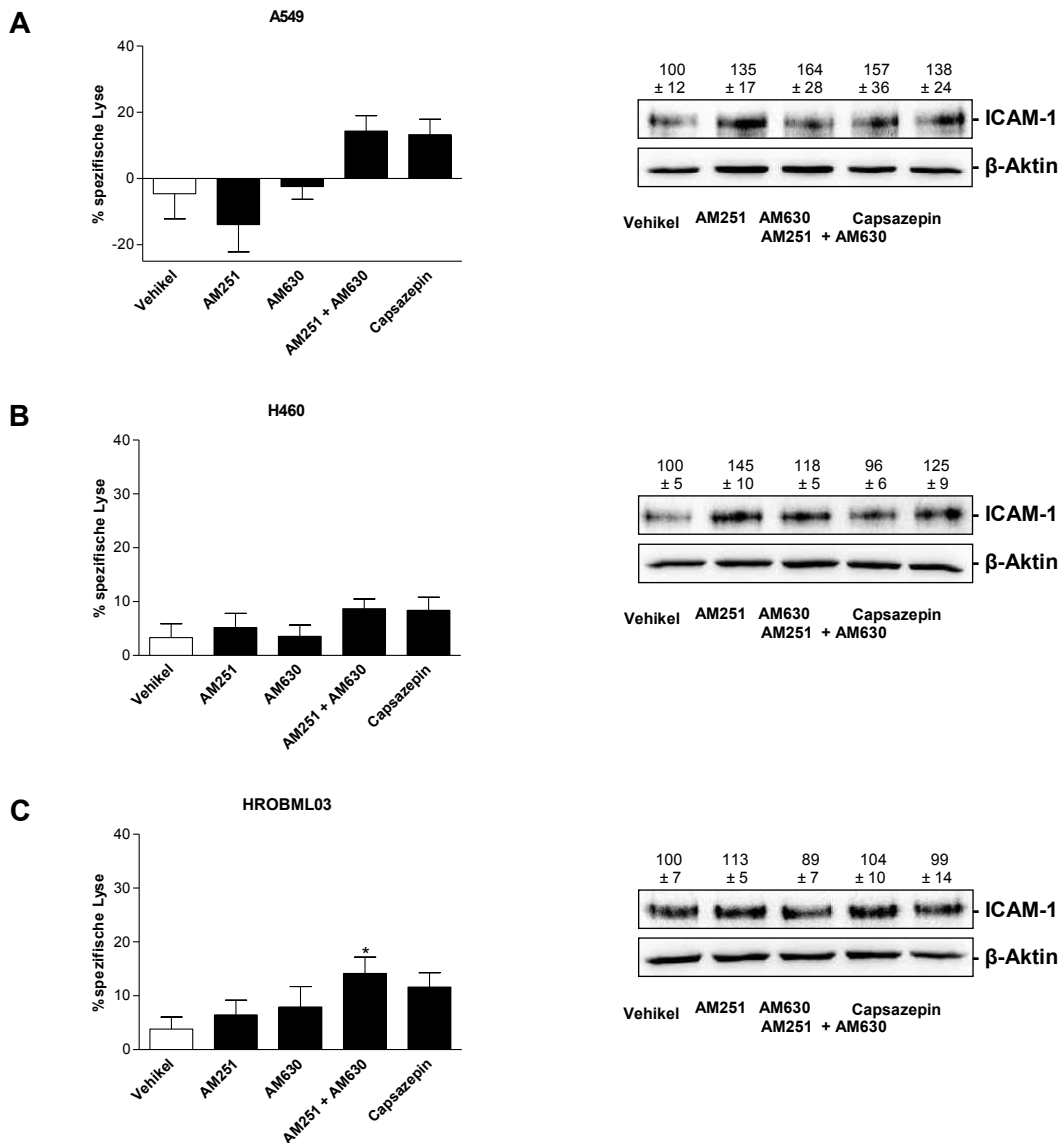 A
A549
% spezifische Lyse
40
20
0
-20
Vehikel
AM251
AM630
AM251 + AM630
Capsazepin
100 135 164 157 138
± 12 ± 17 ± 28 ± 36 ± 24
- ICAM-1
- β-Aktin
Vehikel AM251 AM630 Capsazepin
AM251 + AM630
B
H460
% spezifische Lyse
40
30
20
10
0
Vehikel
AM251
AM630
AM251 + AM630
Capsazepin
100 145 118 96 125
± 5 ± 10 ± 5 ± 6 ± 9
- ICAM-1
- β-Aktin
Vehikel AM251 AM630 Capsazepin
AM251 + AM630
C
HROBML03
% spezifische Lyse
40
30
20
10
0
*
Vehikel
AM251
AM630
AM251 + AM630
Capsazepin
100 113 89 104 99
± 7 ± 5 ± 7 ± 10 ± 14
- ICAM-1
- β-Aktin
Vehikel AM251 AM630 Capsazepin
AM251 + AM630